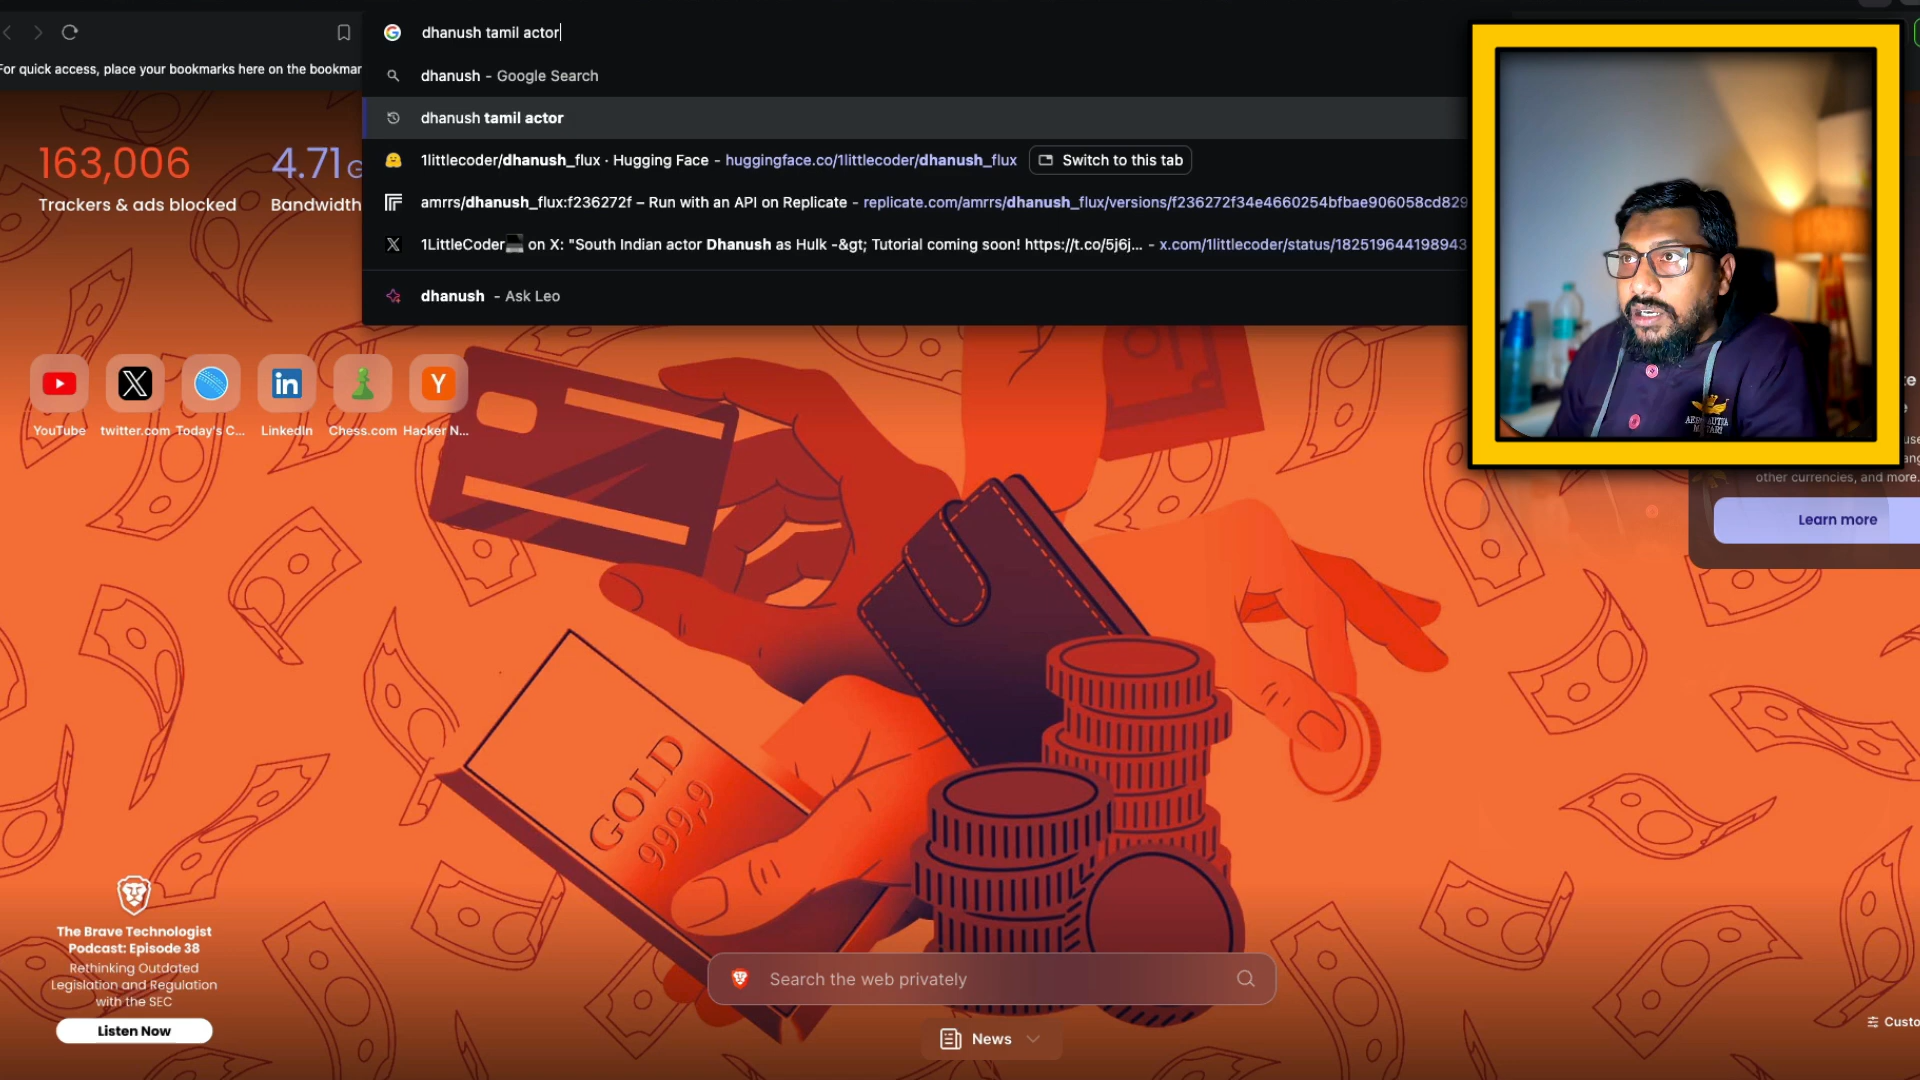 dhanush tamil actor
For quick access, place your bookmarks here on the bookmar
dhanush - Google Search
dhanush tamil actor
1littlecoder/dhanush_flux · Hugging Face - huggingface.co/1littlecoder/dhanush_flux
Switch to this tab
amrrs/dhanush_flux:f236272f – Run with an API on Replicate - replicate.com/amrrs/dhanush_flux/versions/f236272f34e4660254bfbae906058cd829
1LittleCoder💻 on X: "South Indian actor Dhanush as Hulk -&gt; Tutorial coming soon! https://t.co/5j6j... - x.com/1littlecoder/status/182519644198943
dhanush - Ask Leo
163,006
Trackers & ads blocked
4.71
Bandwidth
YouTube
twitter.com
Today's C...
LinkedIn
Chess.com
Hacker N...
other currencies, and more.
Learn more
GOLD
999,9
The Brave Technologist
Podcast: Episode 38
Rethinking Outdated
Legislation and Regulation
with the SEC
Listen Now
Search the web privately
News
Custo